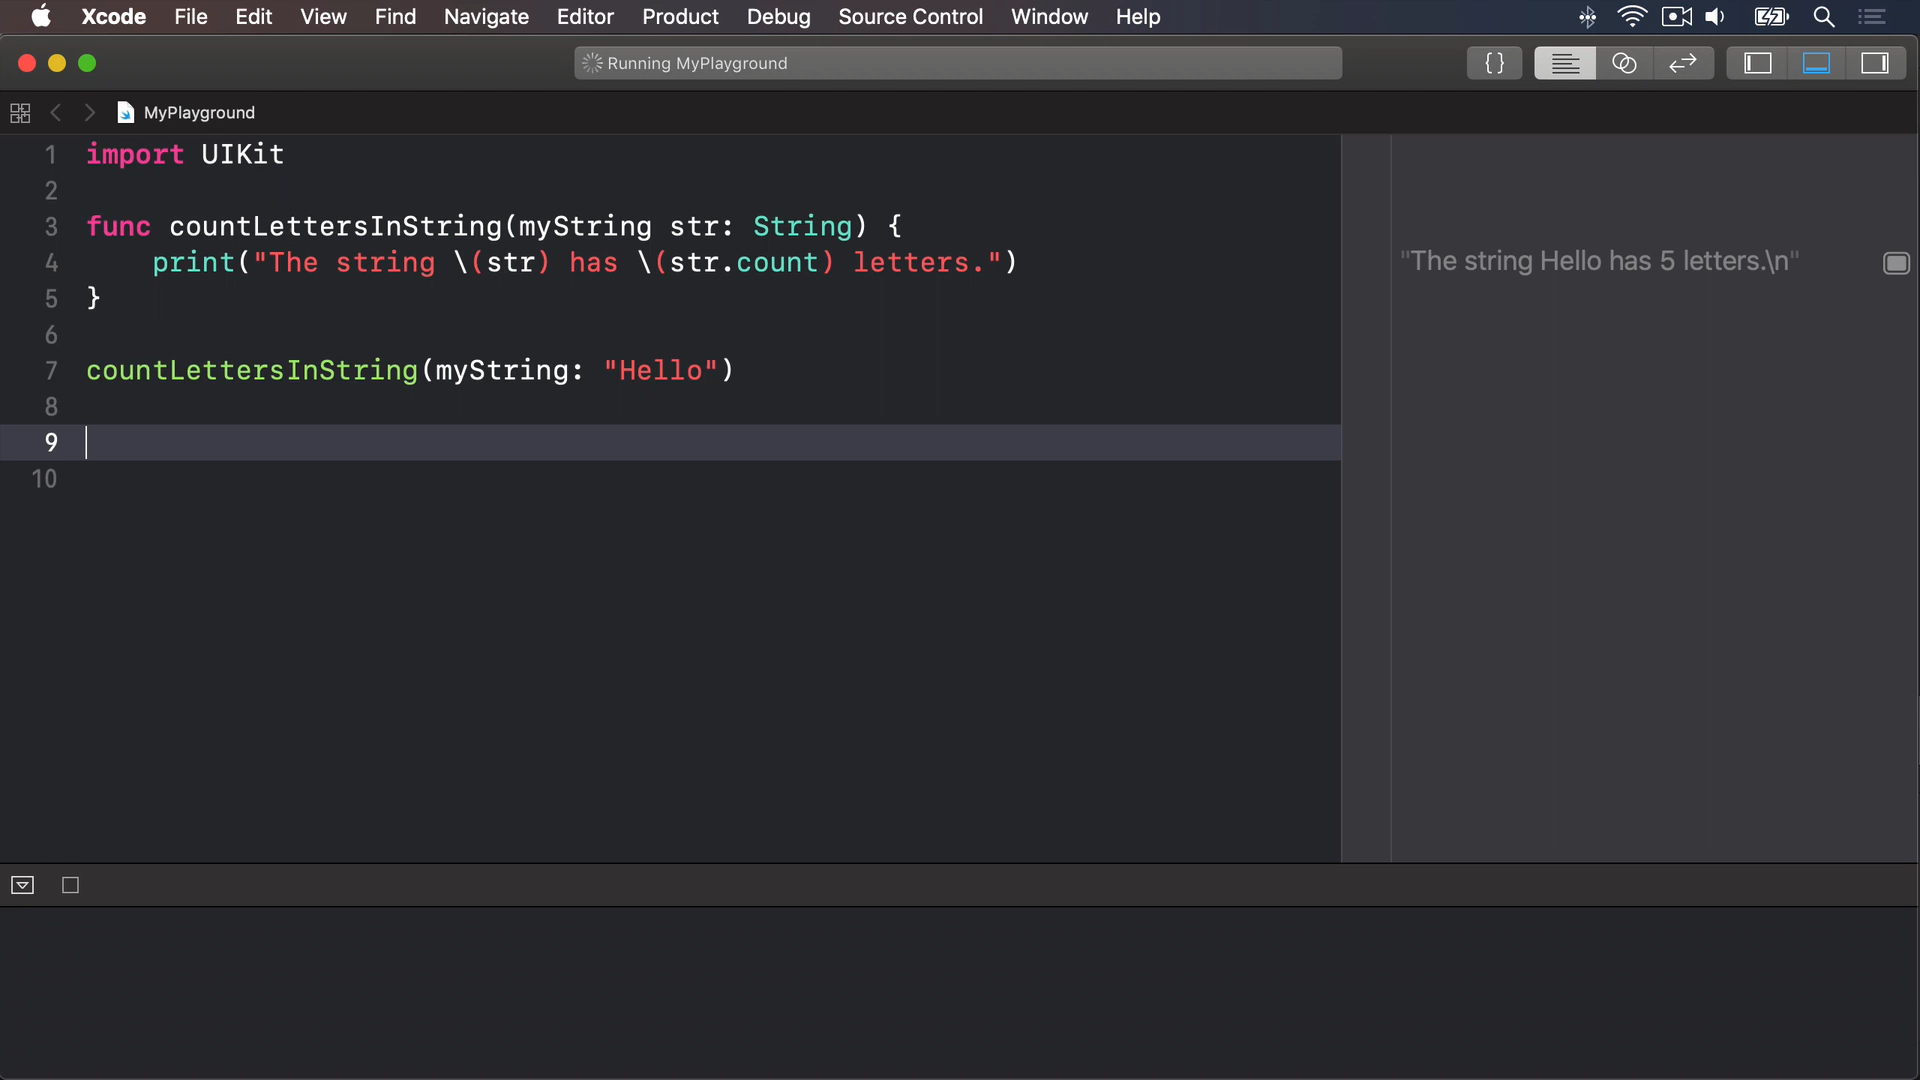 Xcode File Edit View Find Navigate Editor Product Debug Source Control Window Help
Running MyPlayground
{}
MyPlayground
1 import UIKit
2
3 func countLettersInString(myString str: String) {
4 print("The string \(str) has \(str.count) letters.")
"The string Hello has 5 letters.\n"
5 }
6
7 countLettersInString(myString: "Hello")
8
9
10